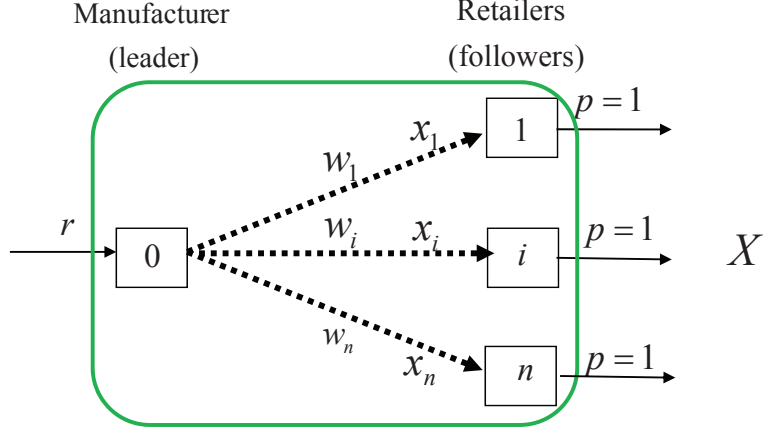 Manufacturer
(leader)
Retailers
(followers)
r
0
w₁
x₁
1
p = 1
wᵢ
xᵢ
i
p = 1
X
wₙ
xₙ
n
p = 1